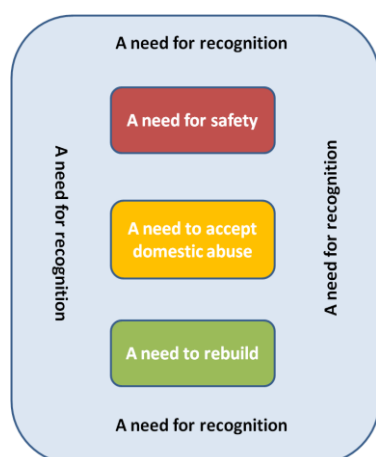 A need for recognition
A need for safety
A need for recognition
A need for recognition
A need to accept
domestic abuse
A need to rebuild
A need for recognition